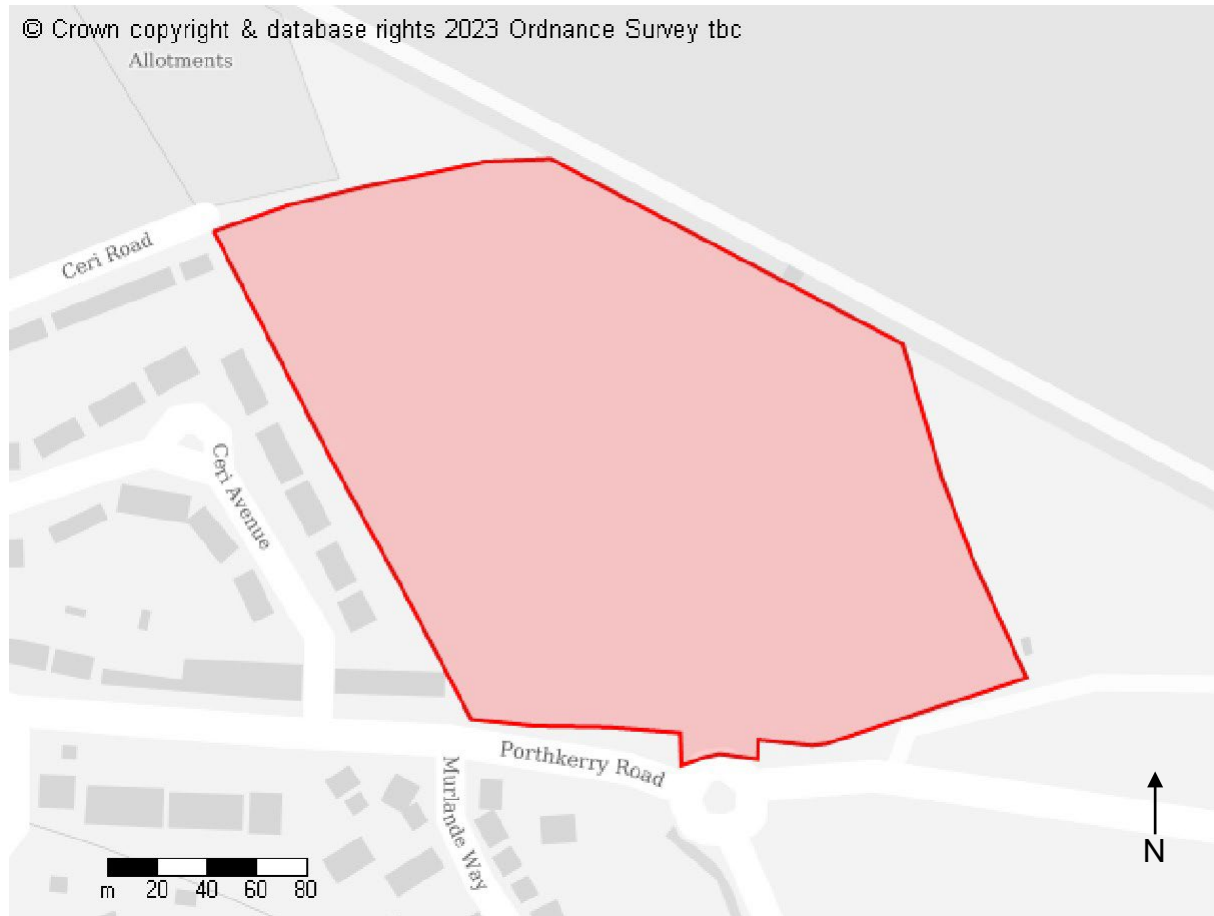 © Crown copyright & database rights 2023 Ordnance Survey tbc
Allotments
Ceri Road
Ceri Avenue
Porthkerry Road
Murlande Way
m 20 40 60 80
N